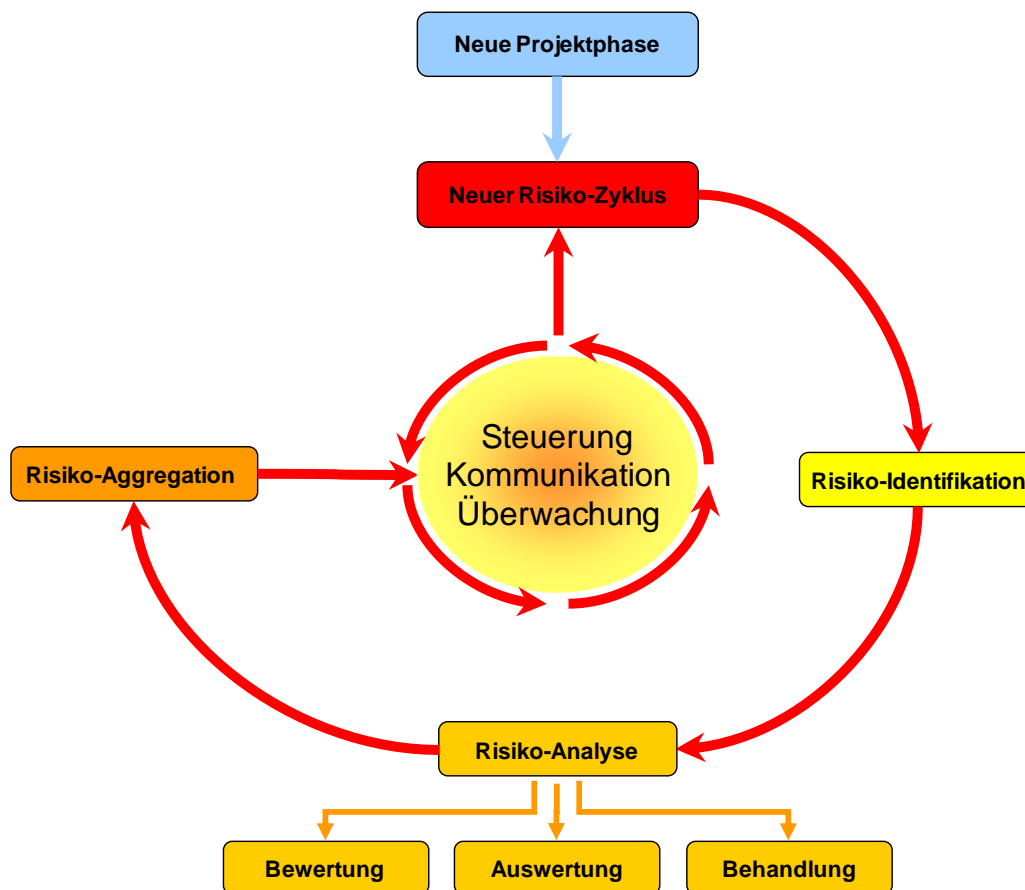 Neue Projektphase
Neuer Risiko-Zyklus
Steuerung
Kommunikation
Überwachung
Risiko-Aggregation
Risiko-Identifikation
Risiko-Analyse
Bewertung
Auswertung
Behandlung